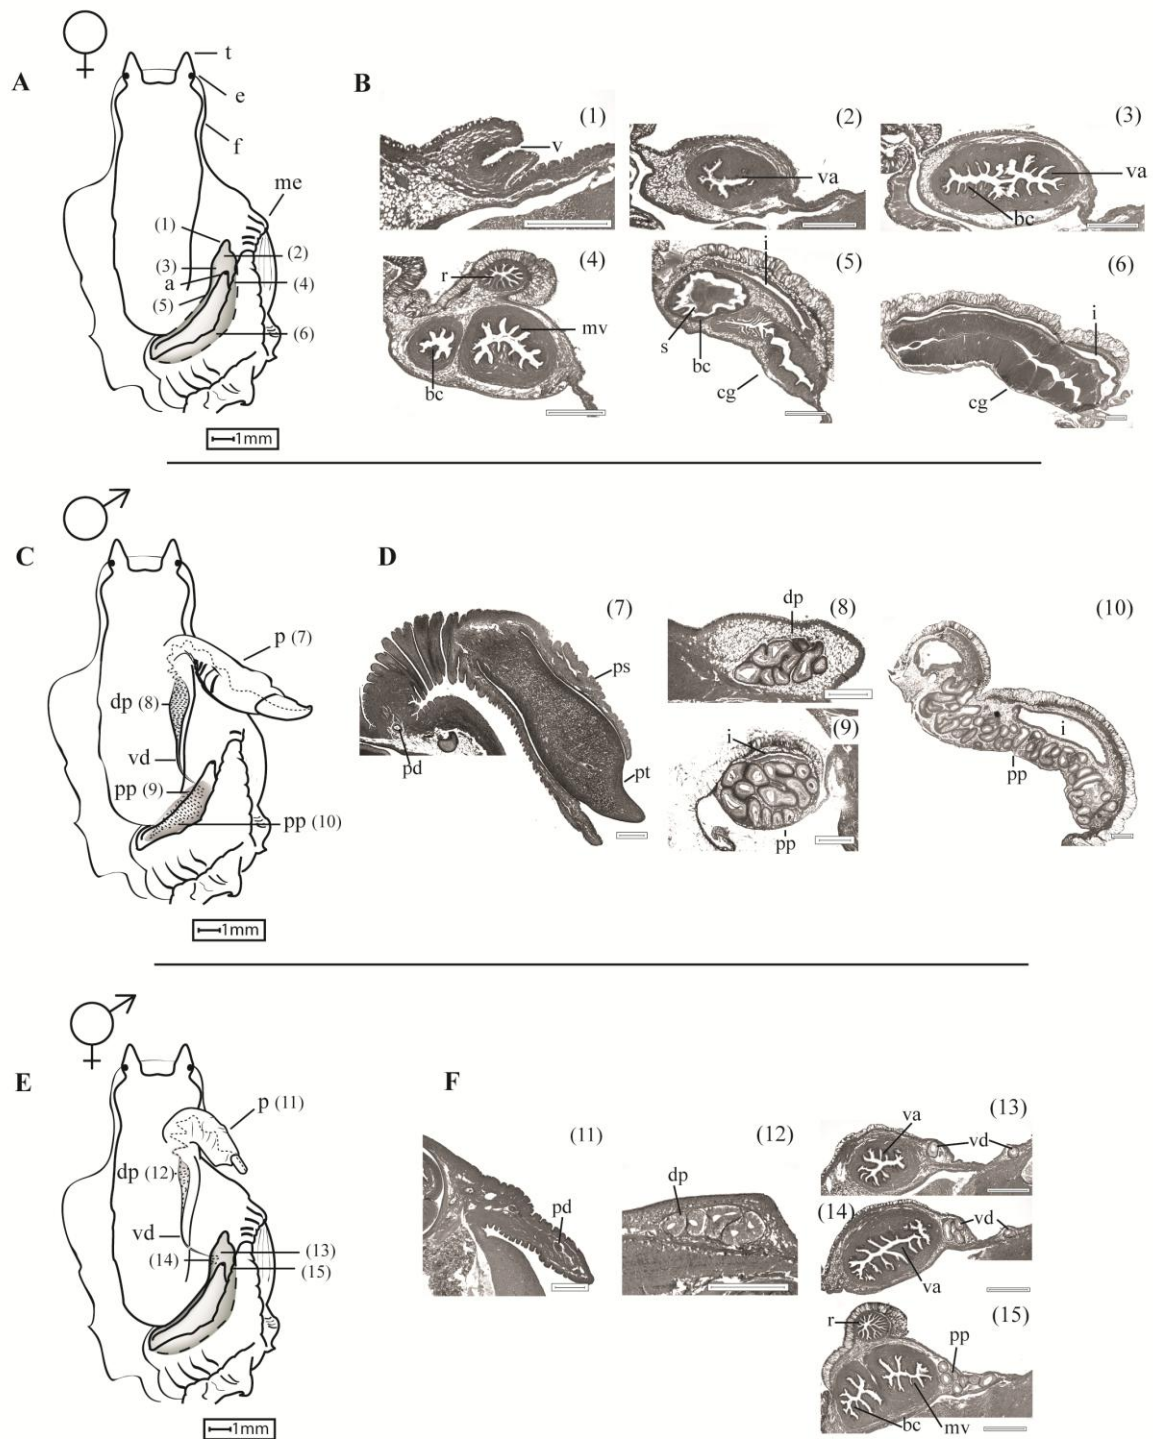 ♀
A
t
e
f
me
(1)
(2)
(3)
a
(4)
(5)
(6)
1mm
B
(1)
v
(2)
va
(3)
va
bc
(4)
r
mv
bc
(5)
i
s
bc
cg
(6)
i
cg
♂
C
p (7)
dp (8)
vd
pp (9)
pp (10)
1mm
D
(7)
ps
pd
pt
(8)
dp
(9)
i
pp
(10)
i
pp
E
p (11)
dp (12)
vd
(13)
(14)
(15)
1mm
F
(11)
pd
(12)
dp
(13)
va
vd
(14)
vd
va
(15)
r
pp
bc
mv